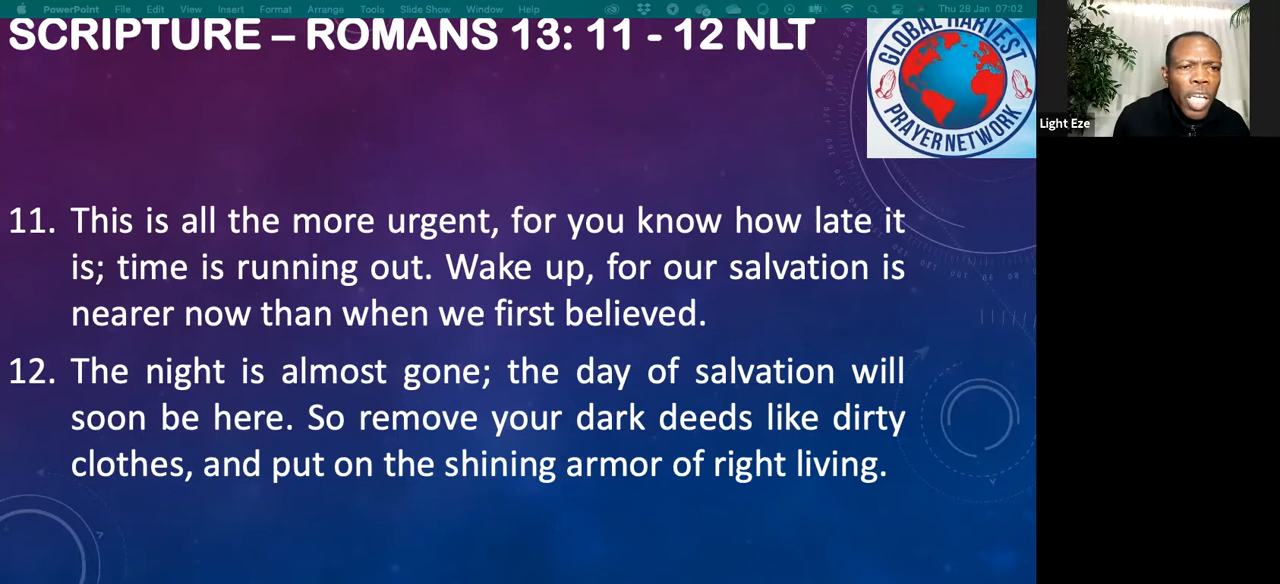 PowerPoint File Edit View Insert Format Arrange Tools Slide Show Window Help Thu 28 Jan 07:02
SCRIPTURE – ROMANS 13: 11 - 12 NLT
GLOBAL HARVEST
PRAYER NETWORK
Light Eze
11. This is all the more urgent, for you know how late it
is; time is running out. Wake up, for our salvation is
nearer now than when we first believed.
12. The night is almost gone; the day of salvation will
soon be here. So remove your dark deeds like dirty
clothes, and put on the shining armor of right living.